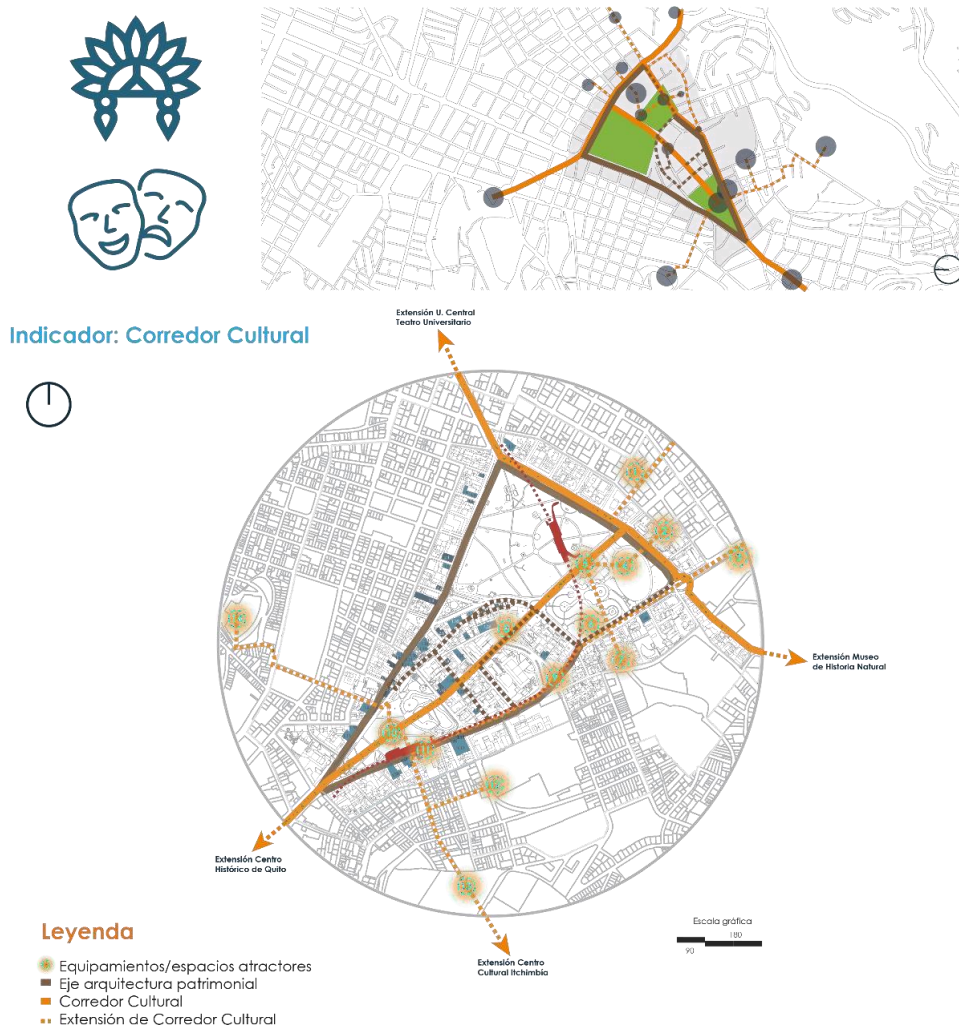 Extensión U. Central
Teatro Universitario
Indicador: Corredor Cultural
Extensión Museo
de Historia Natural
Extensión Centro
Histórico de Quito
Extensión Centro
Cultural Itchimbía
Escala gráfica
180
90
Leyenda
Equipamientos/espacios atractores
Eje arquitectura patrimonial
Corredor Cultural
Extensión de Corredor Cultural